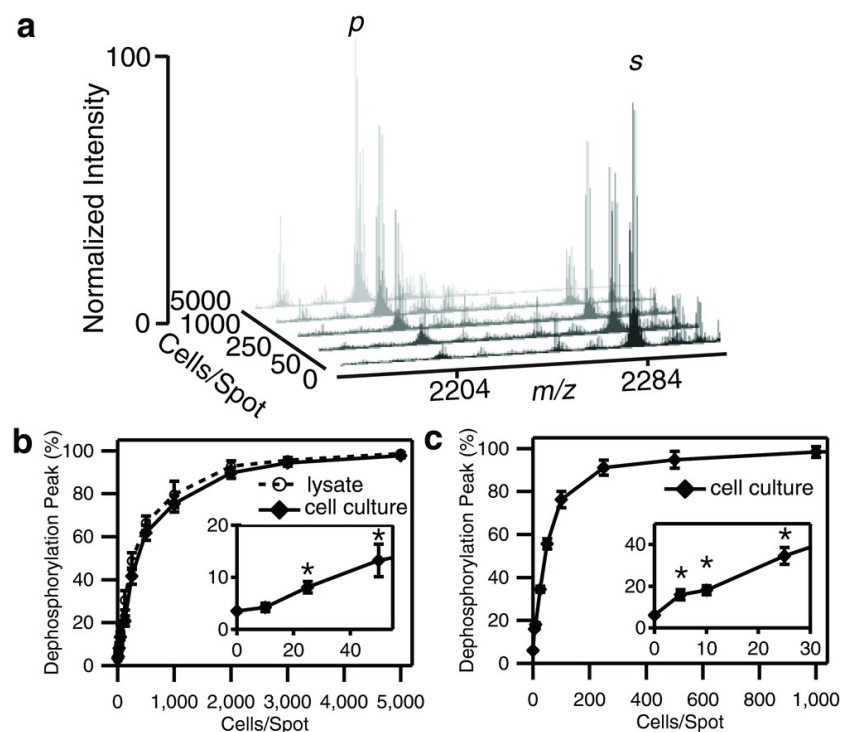 a
p
s
100
Normalized Intensity
0
5000
1000
250
50
0
Cells/Spot
2204
m/z
2284
b
Dephosphorylation Peak (%)
100
80
60
40
20
0
lysate
cell culture
20
10
0
*
*
0 20 40
0 1,000 2,000 3,000 4,000 5,000
Cells/Spot
c
Dephosphorylation Peak (%)
100
80
60
40
20
0
cell culture
40
20
0
*
*
*
0 10 20 30
0 200 400 600 800 1,000
Cells/Spot